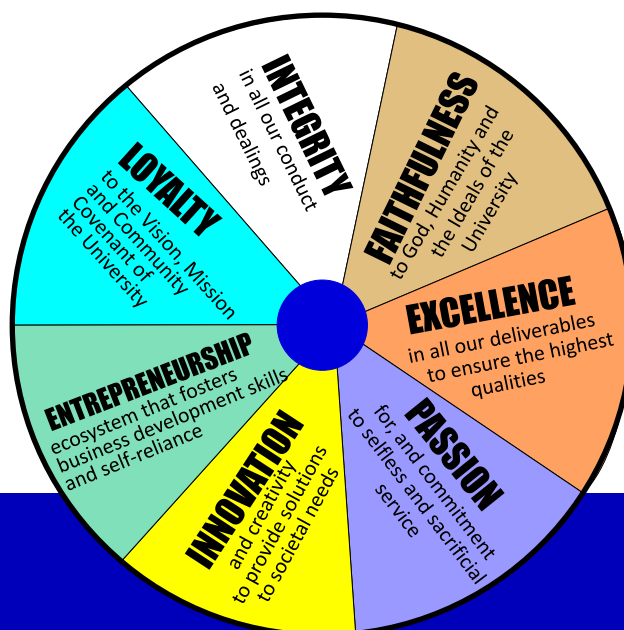 INTEGRITY
in all our conduct
and dealings
FAITHFULNESS
to God, Humanity and
the Ideals of the
University
EXCELLENCE
in all our deliverables
to ensure the highest
qualities
PASSION
for, and commitment
to selfless and sacrificial
service
INNOVATION
and creativity
to provide solutions
to societal needs
ENTREPRENEURSHIP
ecosystem that fosters
business development skills
and self-reliance
LOYALTY
to the Vision, Mission
and Community
Covenant of
the University